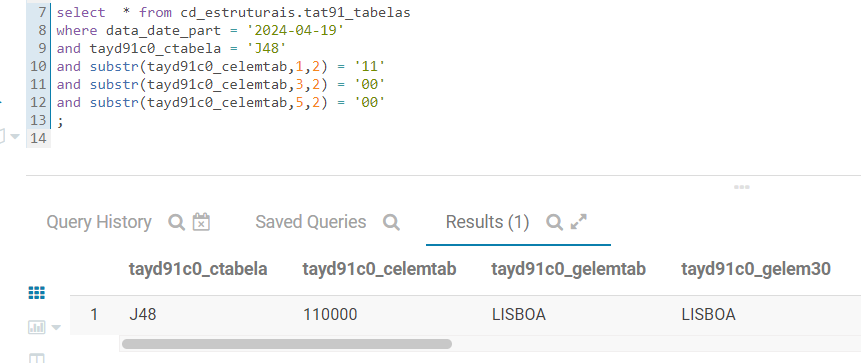 7 select  * from cd_estruturais.tat91_tabelas
8 where data_date_part = '2024-04-19'
9 and tayd91c0_ctabela = 'J48'
10 and substr(tayd91c0_celemtab,1,2) = '11'
11 and substr(tayd91c0_celemtab,3,2) = '00'
12 and substr(tayd91c0_celemtab,5,2) = '00'
13 ;
14
Query History Saved Queries Results (1)
tayd91c0_ctabela tayd91c0_celemtab tayd91c0_gelemtab tayd91c0_gelem30
1 J48 110000 LISBOA LISBOA